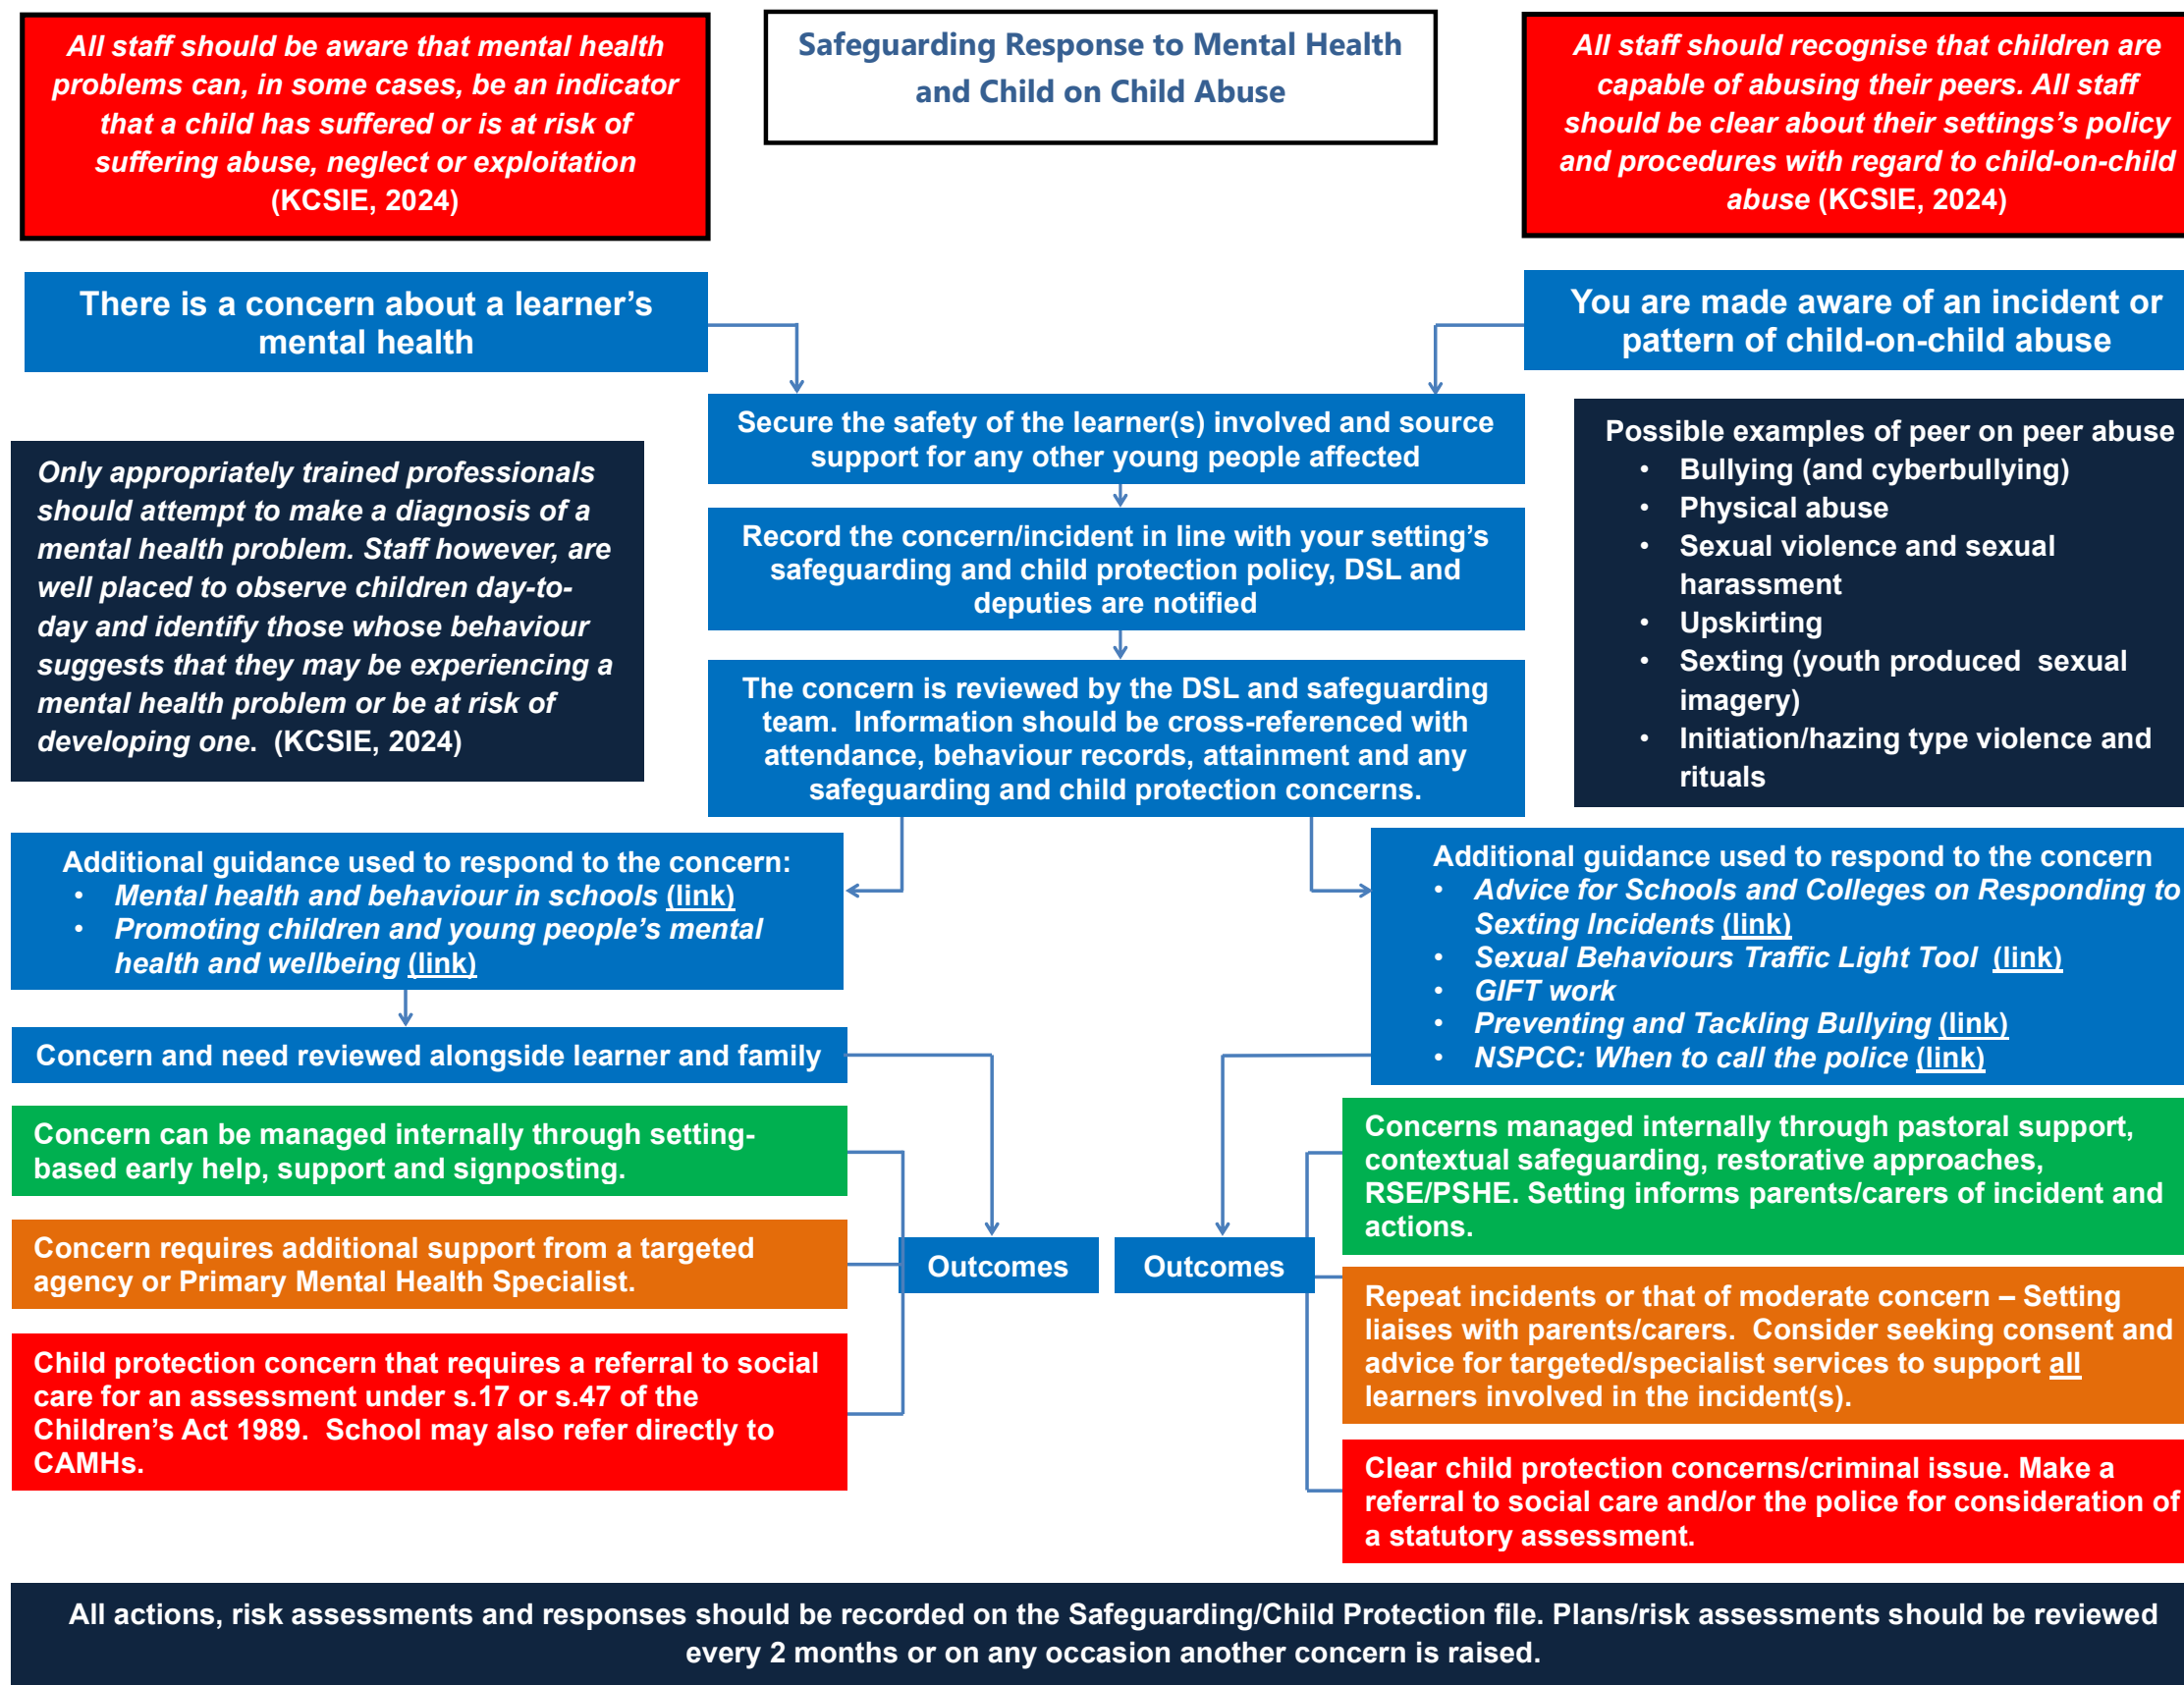 All staff should be aware that mental health
problems can, in some cases, be an indicator
that a child has suffered or is at risk of
suffering abuse, neglect or exploitation
(KCSIE, 2024)
Safeguarding Response to Mental Health
and Child on Child Abuse
All staff should recognise that children are
capable of abusing their peers. All staff
should be clear about their settings's policy
and procedures with regard to child-on-child
abuse (KCSIE, 2024)
There is a concern about a learner’s
mental health
You are made aware of an incident or
pattern of child-on-child abuse
Secure the safety of the learner(s) involved and source
support for any other young people affected
Only appropriately trained professionals
should attempt to make a diagnosis of a
mental health problem. Staff however, are
well placed to observe children day-to-
day and identify those whose behaviour
suggests that they may be experiencing a
mental health problem or be at risk of
developing one.  (KCSIE, 2024)
Record the concern/incident in line with your setting’s
safeguarding and child protection policy, DSL and
deputies are notified
The concern is reviewed by the DSL and safeguarding
team.  Information should be cross-referenced with
attendance, behaviour records, attainment and any
safeguarding and child protection concerns.
Possible examples of peer on peer abuse
• Bullying (and cyberbullying)
• Physical abuse
• Sexual violence and sexual
harassment
• Upskirting
• Sexting (youth produced  sexual
imagery)
• Initiation/hazing type violence and
rituals
Additional guidance used to respond to the concern:
• Mental health and behaviour in schools (link)
• Promoting children and young people’s mental
health and wellbeing (link)
Additional guidance used to respond to the concern
• Advice for Schools and Colleges on Responding to
Sexting Incidents (link)
• Sexual Behaviours Traffic Light Tool  (link)
• GIFT work
• Preventing and Tackling Bullying (link)
• NSPCC: When to call the police (link)
Concern and need reviewed alongside learner and family
Concern can be managed internally through setting-
based early help, support and signposting.
Concern requires additional support from a targeted
agency or Primary Mental Health Specialist.
Child protection concern that requires a referral to social
care for an assessment under s.17 or s.47 of the
Children’s Act 1989.  School may also refer directly to
CAMHs.
Outcomes
Outcomes
Concerns managed internally through pastoral support,
contextual safeguarding, restorative approaches,
RSE/PSHE. Setting informs parents/carers of incident and
actions.
Repeat incidents or that of moderate concern – Setting
liaises with parents/carers.  Consider seeking consent and
advice for targeted/specialist services to support all
learners involved in the incident(s).
Clear child protection concerns/criminal issue. Make a
referral to social care and/or the police for consideration of
a statutory assessment.
All actions, risk assessments and responses should be recorded on the Safeguarding/Child Protection file. Plans/risk assessments should be reviewed
every 2 months or on any occasion another concern is raised.